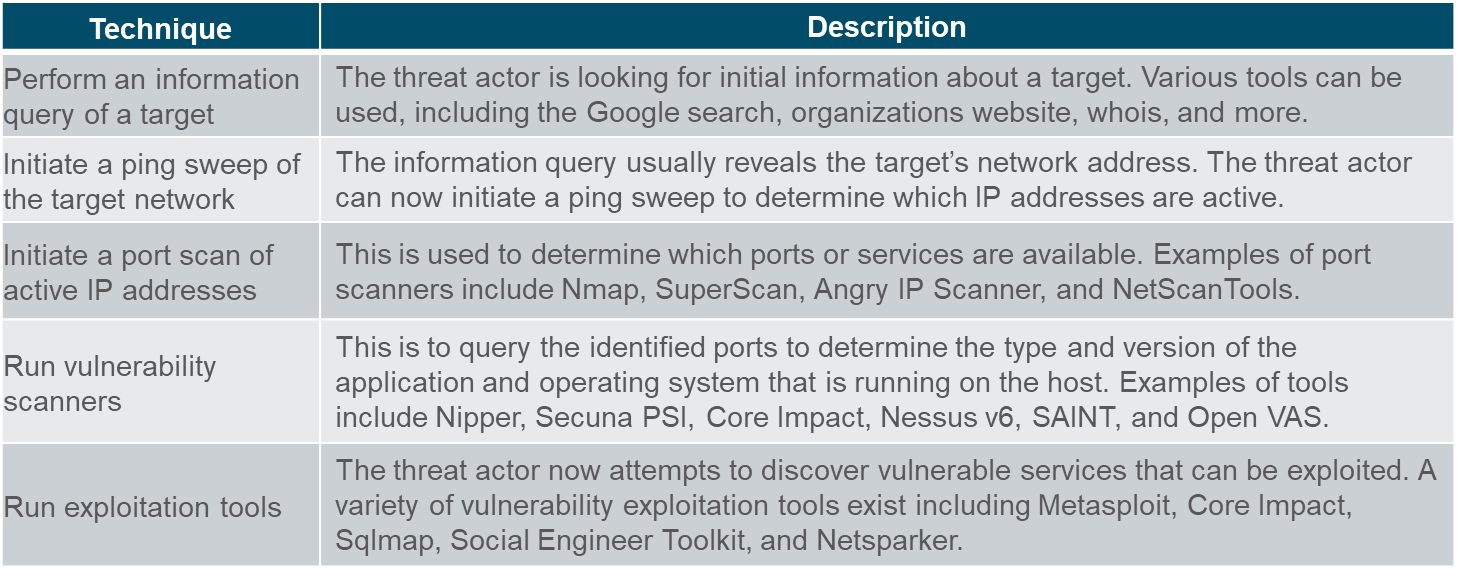 Technique
Description
Perform an information
query of a target
The threat actor is looking for initial information about a target. Various tools can be
used, including the Google search, organizations website, whois, and more.
Initiate a ping sweep of
the target network
The information query usually reveals the target’s network address. The threat actor
can now initiate a ping sweep to determine which IP addresses are active.
Initiate a port scan of
active IP addresses
This is used to determine which ports or services are available. Examples of port
scanners include Nmap, SuperScan, Angry IP Scanner, and NetScanTools.
Run vulnerability
scanners
This is to query the identified ports to determine the type and version of the
application and operating system that is running on the host. Examples of tools
include Nipper, Secuna PSI, Core Impact, Nessus v6, SAINT, and Open VAS.
Run exploitation tools
The threat actor now attempts to discover vulnerable services that can be exploited. A
variety of vulnerability exploitation tools exist including Metasploit, Core Impact,
Sqlmap, Social Engineer Toolkit, and Netsparker.